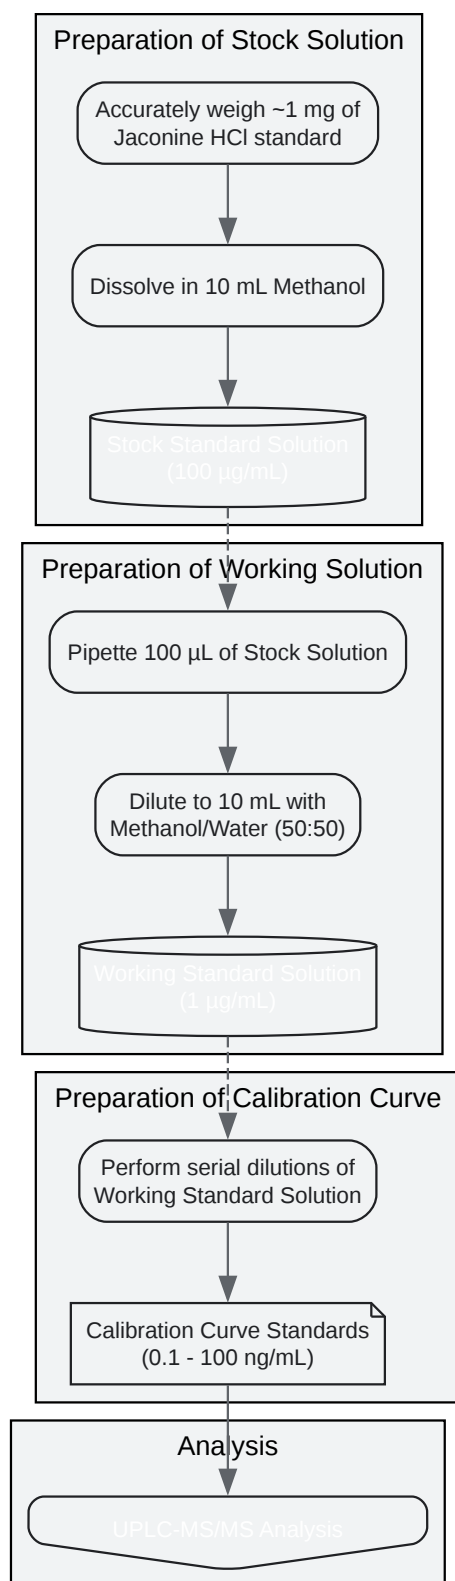 Preparation of Stock Solution
Accurately weigh ~1 mg of
Jaconine HCl standard
Dissolve in 10 mL Methanol
Stock Standard Solution
(100 µg/mL)
Preparation of Working Solution
Pipette 100 µL of Stock Solution
Dilute to 10 mL with
Methanol/Water (50:50)
Working Standard Solution
(1 µg/mL)
Preparation of Calibration Curve
Perform serial dilutions of
Working Standard Solution
Calibration Curve Standards
(0.1 - 100 ng/mL)
Analysis
UPLC-MS/MS Analysis